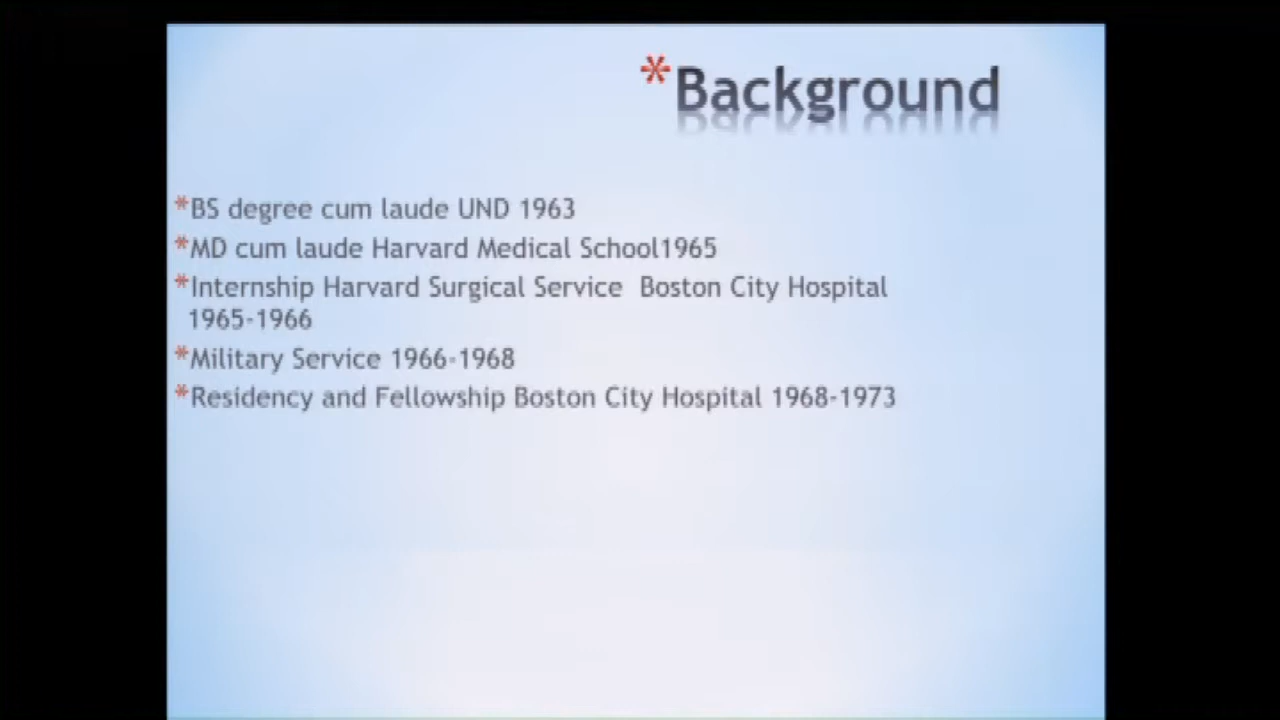 *Background
*BS degree cum laude UND 1963
*MD cum laude Harvard Medical School1965
*Internship Harvard Surgical Service  Boston City Hospital
1965-1966
*Military Service 1966-1968
*Residency and Fellowship Boston City Hospital 1968-1973